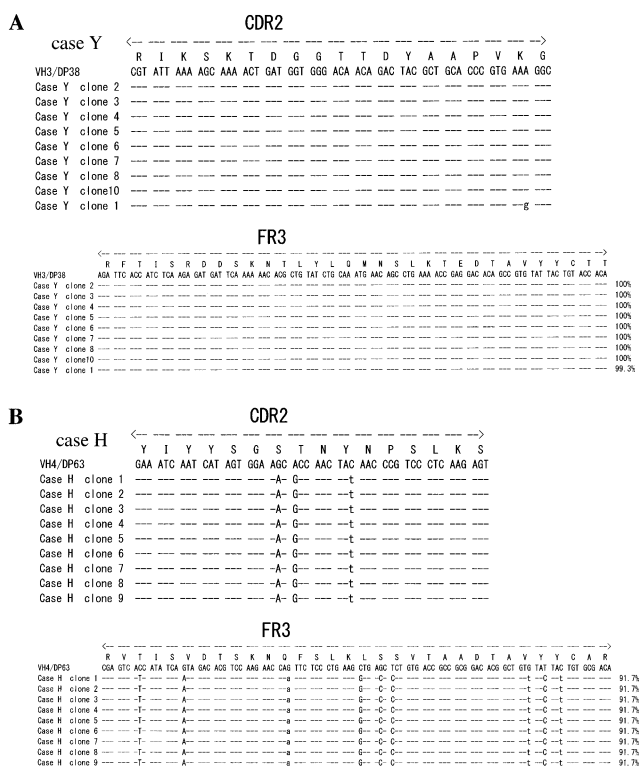 A
case Y
CDR2
R I K S K T D G G T T D Y A A P V K G
VH3/DP38 CGT ATT AAA AGC AAA ACT GAT GGT GGG ACA ACA GAC TAC GCT GCA CCC GTG AAA GGC
Case Y clone 2 --- --- --- --- --- --- --- --- --- --- --- --- --- --- --- --- --- --- ---
Case Y clone 3 --- --- --- --- --- --- --- --- --- --- --- --- --- --- --- --- --- --- ---
Case Y clone 4 --- --- --- --- --- --- --- --- --- --- --- --- --- --- --- --- --- --- ---
Case Y clone 5 --- --- --- --- --- --- --- --- --- --- --- --- --- --- --- --- --- --- ---
Case Y clone 6 --- --- --- --- --- --- --- --- --- --- --- --- --- --- --- --- --- --- ---
Case Y clone 7 --- --- --- --- --- --- --- --- --- --- --- --- --- --- --- --- --- --- ---
Case Y clone 8 --- --- --- --- --- --- --- --- --- --- --- --- --- --- --- --- --- --- ---
Case Y clone10 --- --- --- --- --- --- --- --- --- --- --- --- --- --- --- --- --- --- ---
Case Y clone 1 --- --- --- --- --- --- --- --- --- --- --- --- --- --- --- --- --- --g ---
FR3
R F T I S R D D S K N T L Y L Q M N S L K T E D T A V Y Y C T T
VH3/DP38 AGA TTC ACC ATC TCA AGA GAT GAT TCA AAA AAC ACG CTG TAT CTG CAA ATG AAC AGC CTG AAA ACC GAG GAC ACA GCC GTG TAT TAC TGT ACC ACA
Case Y clone 2 --- --- --- --- --- --- --- --- --- --- --- --- --- --- --- --- --- --- --- --- --- --- --- --- --- --- --- --- --- --- --- --- 100%
Case Y clone 3 --- --- --- --- --- --- --- --- --- --- --- --- --- --- --- --- --- --- --- --- --- --- --- --- --- --- --- --- --- --- --- --- 100%
Case Y clone 4 --- --- --- --- --- --- --- --- --- --- --- --- --- --- --- --- --- --- --- --- --- --- --- --- --- --- --- --- --- --- --- --- 100%
Case Y clone 5 --- --- --- --- --- --- --- --- --- --- --- --- --- --- --- --- --- --- --- --- --- --- --- --- --- --- --- --- --- --- --- --- 100%
Case Y clone 6 --- --- --- --- --- --- --- --- --- --- --- --- --- --- --- --- --- --- --- --- --- --- --- --- --- --- --- --- --- --- --- --- 100%
Case Y clone 7 --- --- --- --- --- --- --- --- --- --- --- --- --- --- --- --- --- --- --- --- --- --- --- --- --- --- --- --- --- --- --- --- 100%
Case Y clone 8 --- --- --- --- --- --- --- --- --- --- --- --- --- --- --- --- --- --- --- --- --- --- --- --- --- --- --- --- --- --- --- --- 100%
Case Y clone10 --- --- --- --- --- --- --- --- --- --- --- --- --- --- --- --- --- --- --- --- --- --- --- --- --- --- --- --- --- --- --- --- 100%
Case Y clone 1 --- --- --- --- --- --- --- --- --- --- --- --- --- --- --- --- --- --- --- --- --- --- --- --- --- --- --- --- --- --- --- --- 99.3%
B
case H
CDR2
Y I Y Y S G S T N Y N P S L K S
VH4/DP63 GAA ATC AAT CAT AGT GGA AGC ACC AAC TAC AAC CCG TCC CTC AAG AGT
Case H clone 1 --- --- --- --- --- --- -A- G-- --- --t --- --- --- --- --- ---
Case H clone 2 --- --- --- --- --- --- -A- G-- --- --t --- --- --- --- --- ---
Case H clone 3 --- --- --- --- --- --- -A- G-- --- --t --- --- --- --- --- ---
Case H clone 4 --- --- --- --- --- --- -A- G-- --- --t --- --- --- --- --- ---
Case H clone 5 --- --- --- --- --- --- -A- G-- --- --t --- --- --- --- --- ---
Case H clone 6 --- --- --- --- --- --- -A- G-- --- --t --- --- --- --- --- ---
Case H clone 7 --- --- --- --- --- --- -A- G-- --- --t --- --- --- --- --- ---
Case H clone 8 --- --- --- --- --- --- -A- G-- --- --t --- --- --- --- --- ---
Case H clone 9 --- --- --- --- --- --- -A- G-- --- --t --- --- --- --- --- ---
FR3
R V T I S V D T S K N Q F S L K L S S V T A A D T A V Y Y C A R
VH4/DP63 CGA GTC ACC ATA TCA GTA GAC ACG TCC AAG AAC CAG TTC TCC CTG AAG CTG AGC TCT GTG ACC GCC GCG GAC ACG GCT GTG TAT TAC TGT GCG ACA
Case H clone 1 --- --- -T- --- --- A-- --- --- --- --- --- --a --- --- --- --- G-- -C- -C- --- --- --- --- --- --- --- --t -C- --t --- --- --- 91.7%
Case H clone 2 --- --- -T- --- --- A-- --- --- --- --- --- --a --- --- --- --- G-- -C- -C- --- --- --- --- --- --- --- --t -C- --t --- --- --- 91.7%
Case H clone 3 --- --- -T- --- --- A-- --- --- --- --- --- --a --- --- --- --- G-- -C- -C- --- --- --- --- --- --- --- --t -C- --t --- --- --- 91.7%
Case H clone 4 --- --- -T- --- --- A-- --- --- --- --- --- --a --- --- --- --- G-- -C- -C- --- --- --- --- --- --- --- --t -C- --t --- --- --- 91.7%
Case H clone 5 --- --- -T- --- --- A-- --- --- --- --- --- --a --- --- --- --- G-- -C- -C- --- --- --- --- --- --- --- --t -C- --t --- --- --- 91.7%
Case H clone 6 --- --- -T- --- --- A-- --- --- --- --- --- --a --- --- --- --- G-- -C- -C- --- --- --- --- --- --- --- --t -C- --t --- --- --- 91.7%
Case H clone 7 --- --- -T- --- --- A-- --- --- --- --- --- --a --- --- --- --- G-- -C- -C- --- --- --- --- --- --- --- --t -C- --t --- --- --- 91.7%
Case H clone 8 --- --- -T- --- --- A-- --- --- --- --- --- --a --- --- --- --- G-- -C- -C- --- --- --- --- --- --- --- --t -C- --t --- --- --- 91.7%
Case H clone 9 --- --- -T- --- --- A-- --- --- --- --- --- --a --- --- --- --- G-- -C- -C- --- --- --- --- --- --- --- --t -C- --t --- --- --- 91.7%